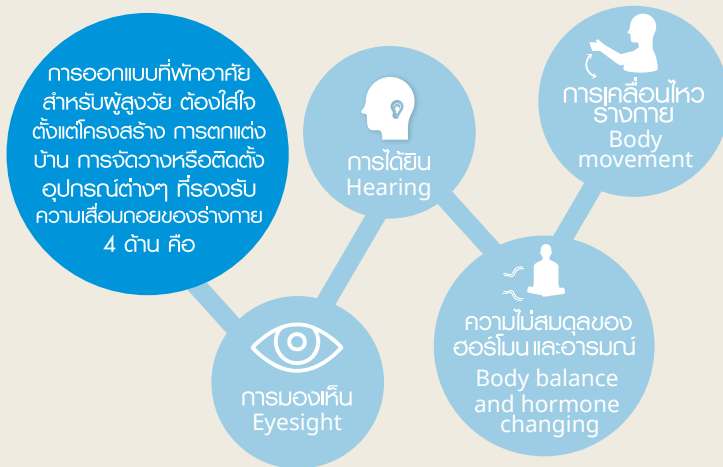 การออกแบบที่พักอาศัย
สำหรับผู้สูงวัย ต้องใส่ใจ
ตั้งแต่โครงสร้าง การตกแต่ง
บ้าน การจัดวางหรือติดตั้ง
อุปกรณ์ต่างๆ ที่รองรับ
ความเสื่อมถอยของร่างกาย
4 ด้าน คือ
การมองเห็น
Eyesight
การได้ยิน
Hearing
ความไม่สมดุลของ
ฮอร์โมน และอารมณ์
Body balance
and hormone
changing
การเคลื่อนไหว
ร่างกาย
Body
movement